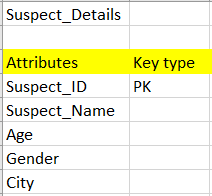 Suspect_Details
Attributes Key type
Suspect_ID PK
Suspect_Name
Age
Gender
City